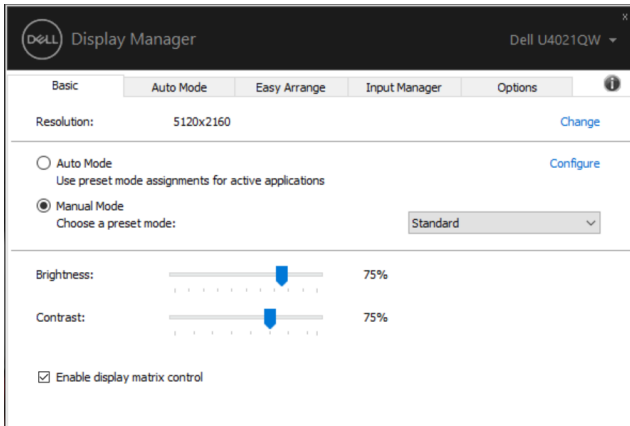 DELL Display Manager
Dell U4021QW
x
Basic Auto Mode Easy Arrange Input Manager Options i
Resolution: 5120x2160 Change
Auto Mode Configure
Use preset mode assignments for active applications
Manual Mode
Choose a preset mode: Standard
Brightness: 75%
Contrast: 75%
Enable display matrix control